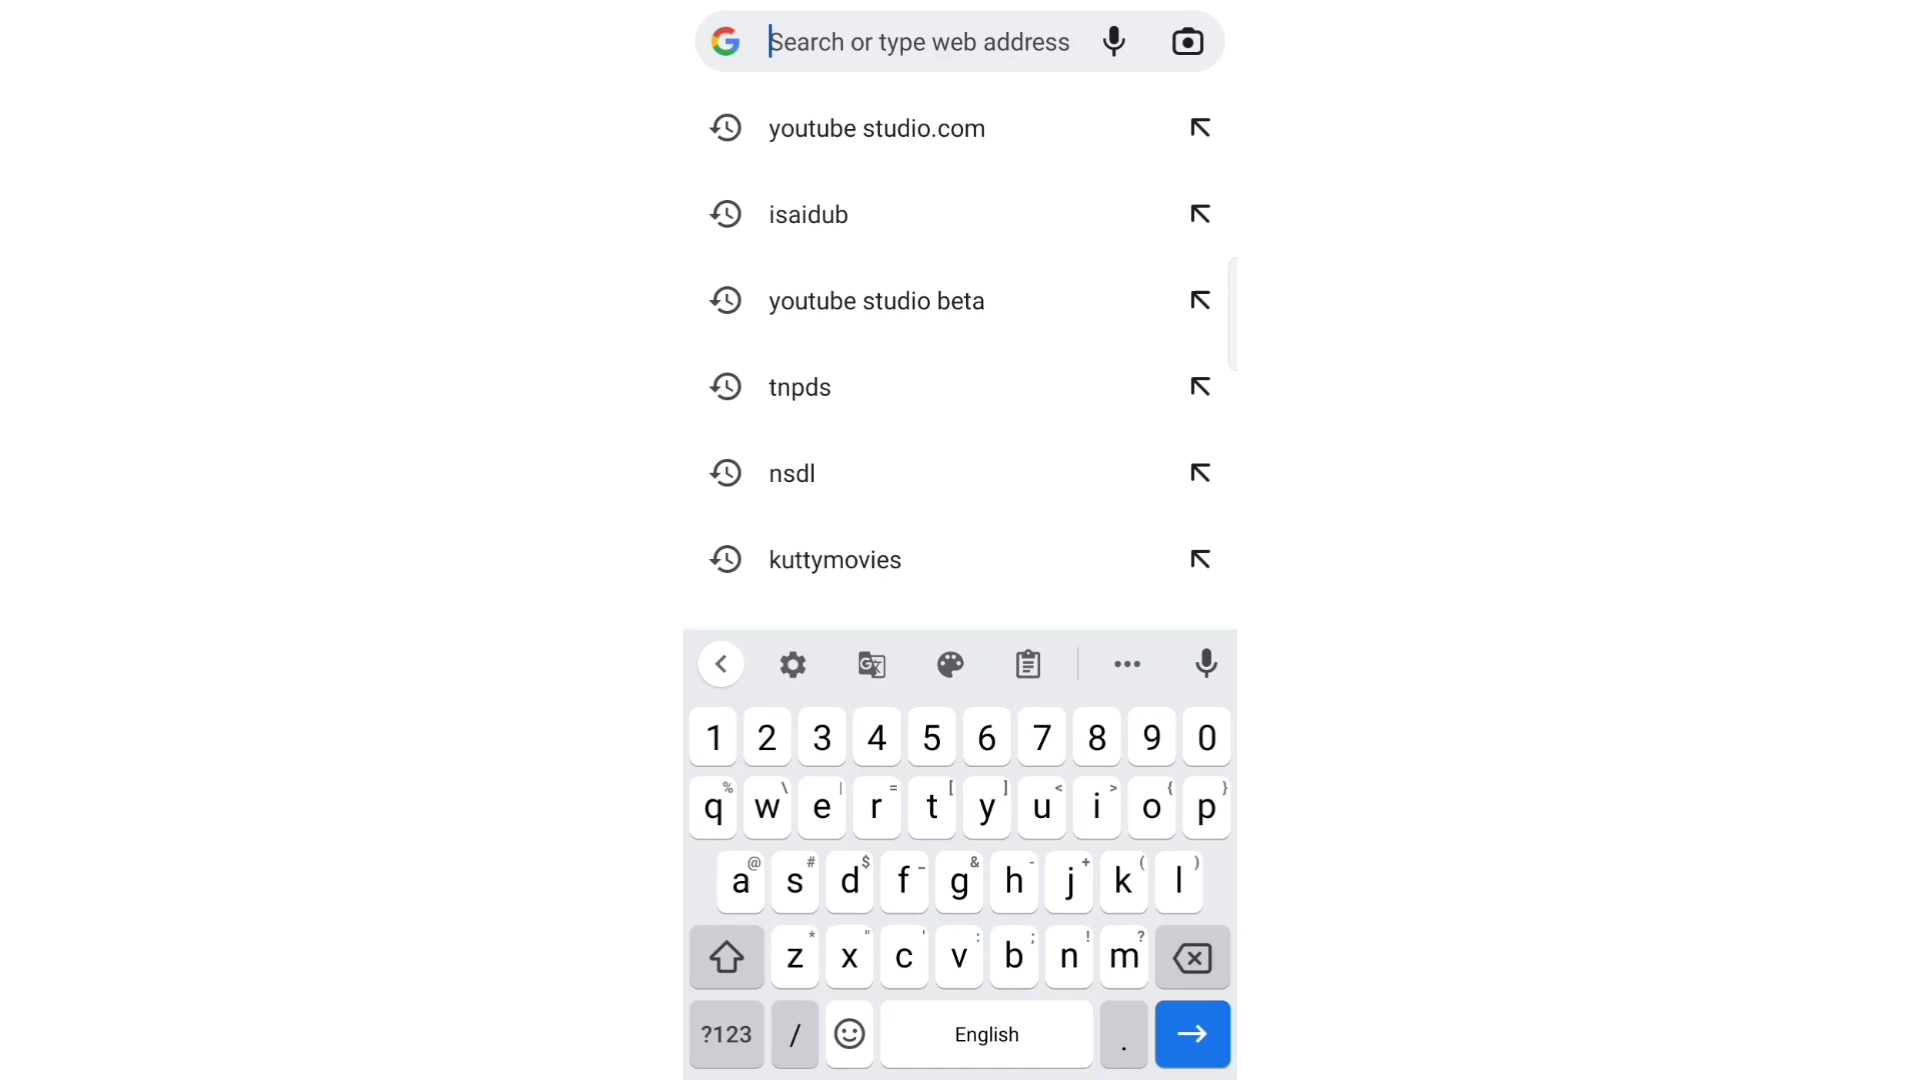 Search or type web address
youtube studio.com
isaidub
youtube studio beta
tnpds
nsdl
kuttymovies
1 2 3 4 5 6 7 8 9 0
% \ | = [ ] < > { }
q w e r t y u i o p
@ # $ _ & - + ( )
a s d f g h j k l
* " ' : ; ! ?
z x c v b n m
?123 / English .